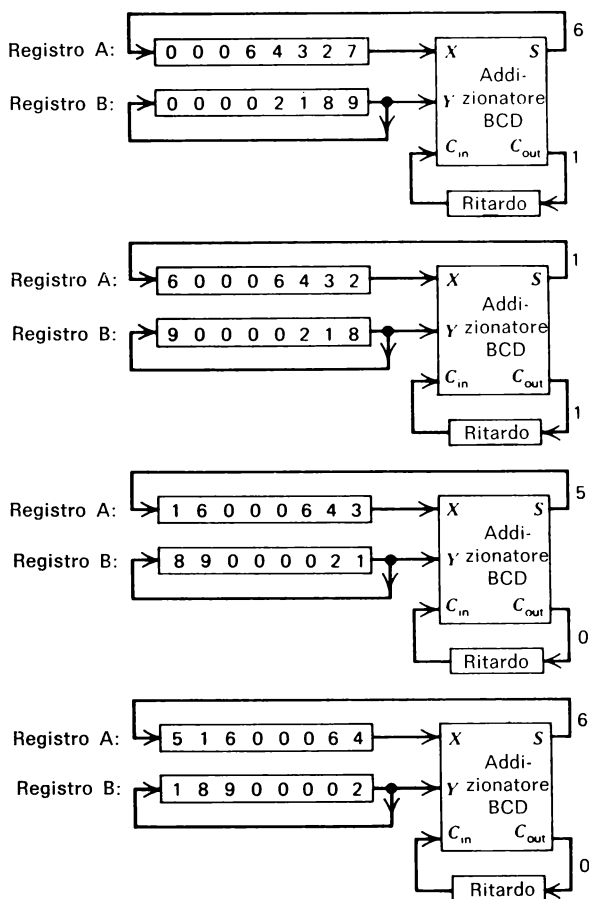 6
Registro A: 0 0 0 6 4 3 2 7 X S
Addi-
Registro B: 0 0 0 0 2 1 8 9 Y zionatore
BCD
Cin Cout
1
Ritardo
1
Registro A: 6 0 0 0 6 4 3 2 X S
Addi-
Registro B: 9 0 0 0 0 2 1 8 Y zionatore
BCD
Cin Cout
1
Ritardo
5
Registro A: 1 6 0 0 0 6 4 3 X S
Addi-
Registro B: 8 9 0 0 0 0 2 1 Y zionatore
BCD
Cin Cout
0
Ritardo
6
Registro A: 5 1 6 0 0 0 6 4 X S
Addi-
Registro B: 1 8 9 0 0 0 0 2 Y zionatore
BCD
Cin Cout
0
Ritardo